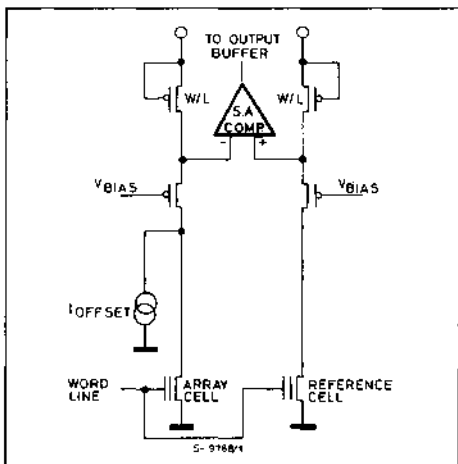 TO OUTPUT
BUFFER
W/L
W/L
S.A
COMP
- +
VBIAS
VBIAS
IOFFSET
WORD
LINE
ARRAY
CELL
REFERENCE
CELL
S-9768/1